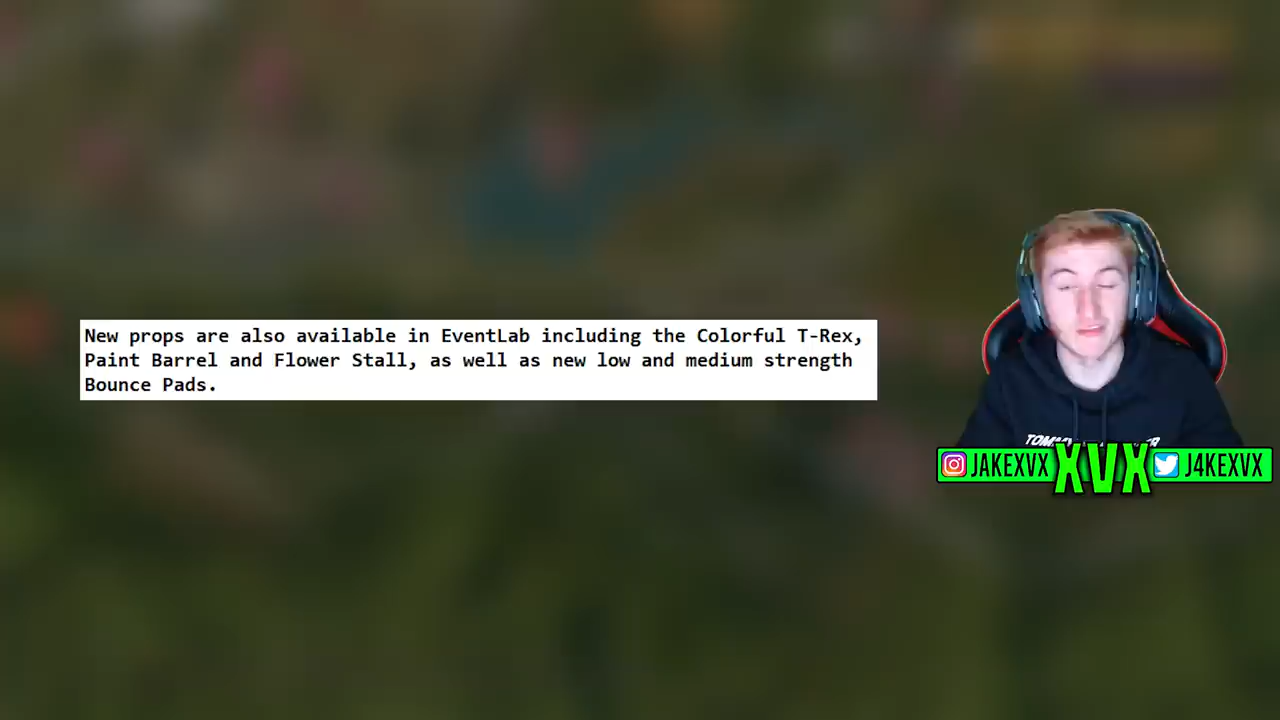 New props are also available in EventLab including the Colorful T-Rex,
Paint Barrel and Flower Stall, as well as new low and medium strength
Bounce Pads.
JAKEXVX XVX J4KEXVX